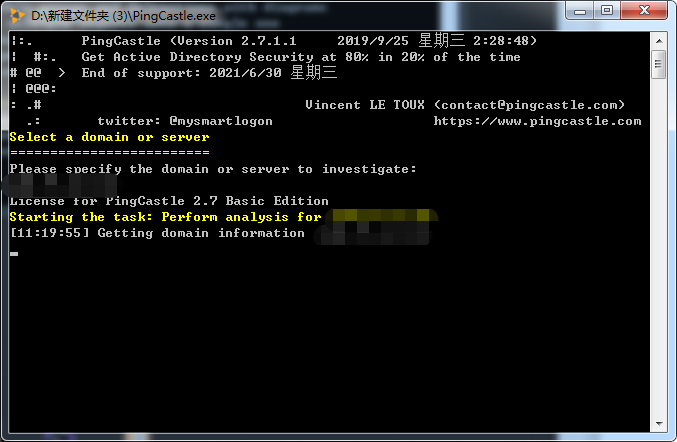 D:\新建文件夹 (3)\PingCastle.exe
|:.      PingCastle (Version 2.7.1.1     2019/9/25 星期三 2:28:48)
|  #:.   Get Active Directory Security at 80% in 20% of the time
# @@  >  End of support: 2021/6/30 星期三
| @@@:
: .#                                 Vincent LE TOUX (contact@pingcastle.com)
  .:       twitter: @mysmartlogon                    https://www.pingcastle.com
Select a domain or server
=========================
Please specify the domain or server to investigate:
License for PingCastle 2.7 Basic Edition
Starting the task: Perform analysis for
[11:19:55] Getting domain information